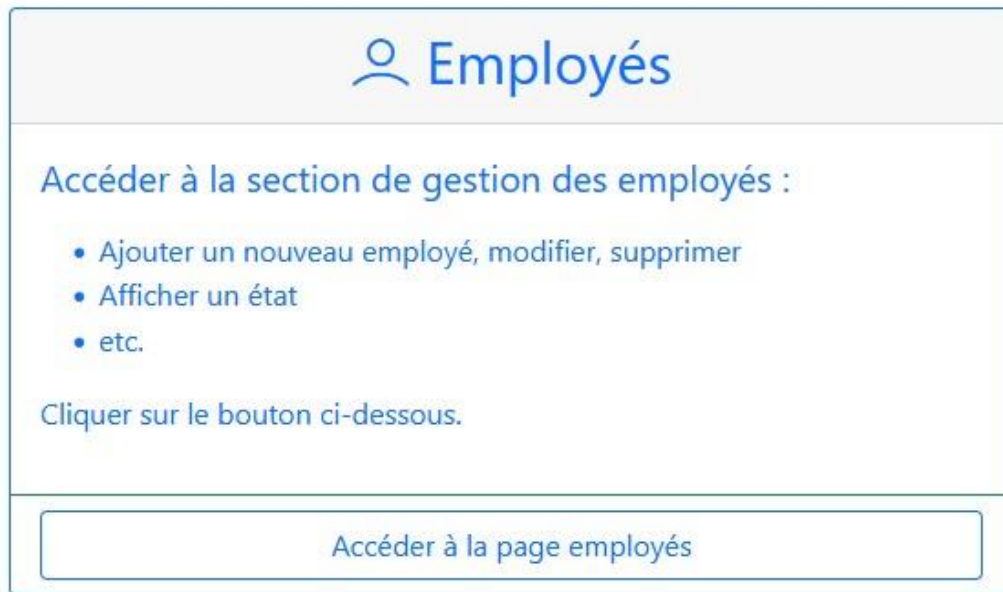 Employés
Accéder à la section de gestion des employés :
• Ajouter un nouveau employé, modifier, supprimer
• Afficher un état
• etc.
Cliquer sur le bouton ci-dessous.
Accéder à la page employés